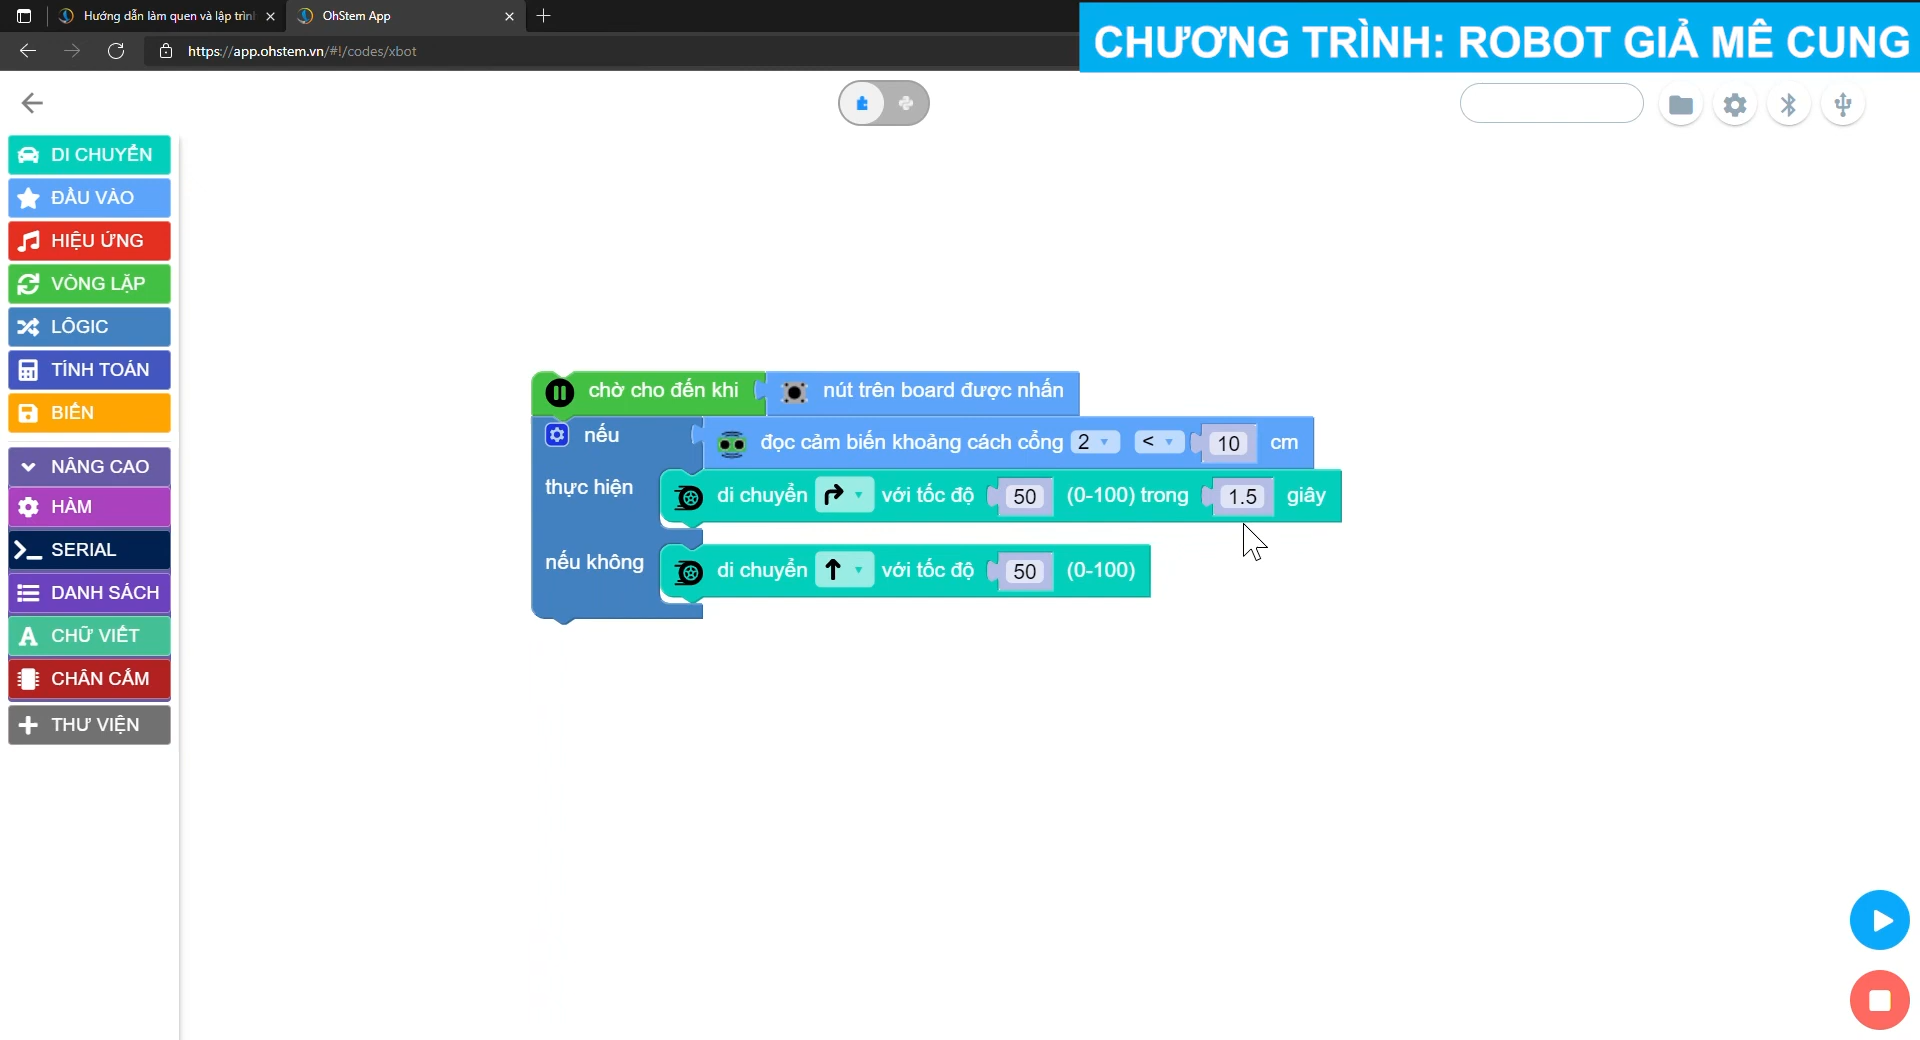 Hướng dẫn làm quen và lập trìn
OhStem App
https://app.ohstem.vn/#!/codes/xbot
CHƯƠNG TRÌNH: ROBOT GIẢ MÊ CUNG
DI CHUYỂN
ĐẦU VÀO
HIỆU ỨNG
VÒNG LẶP
LÔGIC
TÍNH TOÁN
BIẾN
NÂNG CAO
HÀM
SERIAL
DANH SÁCH
CHỮ VIẾT
CHÂN CẮM
THƯ VIỆN
chờ cho đến khi nút trên board được nhấn
nếu đọc cảm biến khoảng cách cổng 2 < 10 cm
thực hiện di chuyển với tốc độ 50 (0-100) trong 1.5 giây
nếu không di chuyển với tốc độ 50 (0-100)